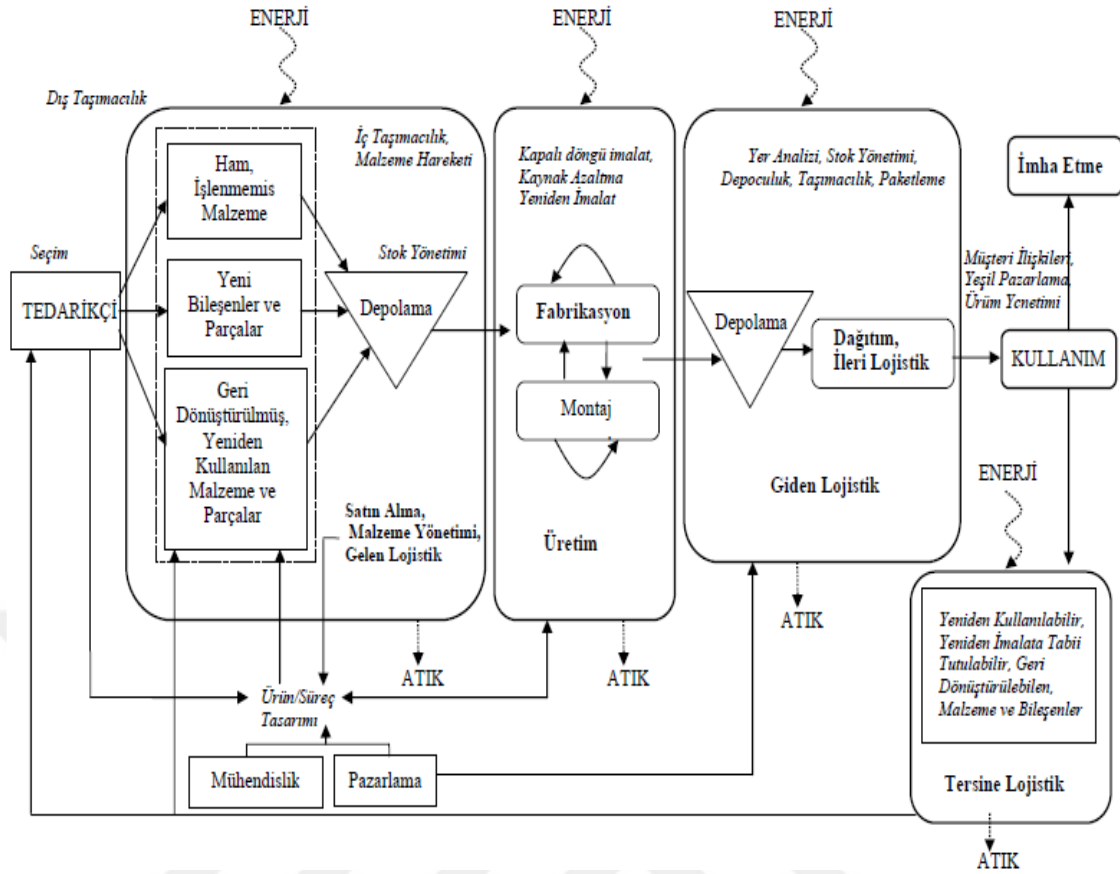 ENERJİ
ENERJİ
ENERJİ
Dış Taşımacılık
İç Taşımacılık,
Malzeme Hareketi
Ham,
İşlenmemis
Malzeme
Seçim
TEDARİKÇİ
Yeni
Bileşenler ve
Parçalar
Stok Yönetimi
Depolama
Geri
Dönüştürülmüş,
Yeniden
Kullanılan
Malzeme ve
Parçalar
Satın Alma,
Malzeme Yönetimi,
Gelen Lojistik
ATIK
Kapalı döngü imalat,
Kaynak Azaltma
Yeniden İmalat
Fabrikasyon
Montaj
Üretim
ATIK
Yer Analizi, Stok Yönetimi,
Depoculuk, Taşımacılık, Paketleme
Depolama
Dağıtım,
İleri Lojistik
Giden Lojistik
ATIK
İmha Etme
Müşteri İlişkileri,
Yeşil Pazarlama,
Ürüm Ycnetimi
KULLANIM
ENERJİ
Yeniden Kullanılabilir,
Yeniden İmalata Tabii
Tutulabilir, Geri
Dönüştürülebilen,
Malzeme ve Bileşenler
Tersine Lojistik
ATIK
Ürün/Süreç
Tasarımı
Mühendislik
Pazarlama